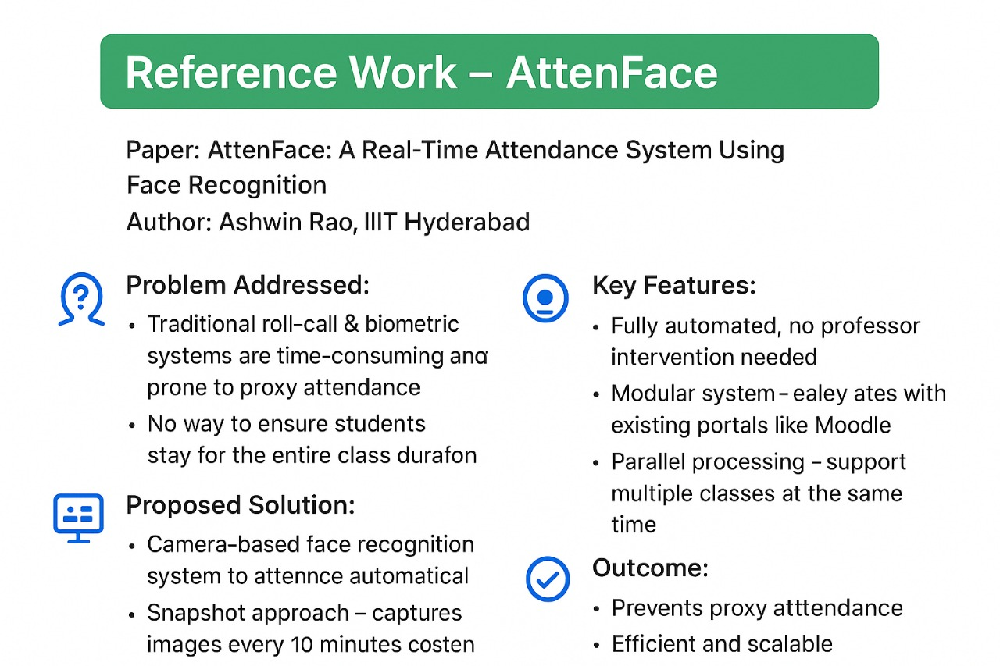 Reference Work – AttenFace
Paper: AttenFace: A Real-Time Attendance System Using
Face Recognition
Author: Ashwin Rao, IIIT Hyderabad
Problem Addressed:
• Traditional roll-call & biometric
systems are time-consuming and
prone to proxy attendance
• No way to ensure students
stay for the entire class durafon
Proposed Solution:
• Camera-based face recognition
system to attennce automatical
• Snapshot approach – captures
images every 10 minutes costen
Key Features:
• Fully automated, no professor
intervention needed
• Modular system – ealey ates with
existing portals like Moodle
• Parallel processing – support
multiple classes at the same
time
Outcome:
• Prevents proxy atttendance
• Efficient and scalable